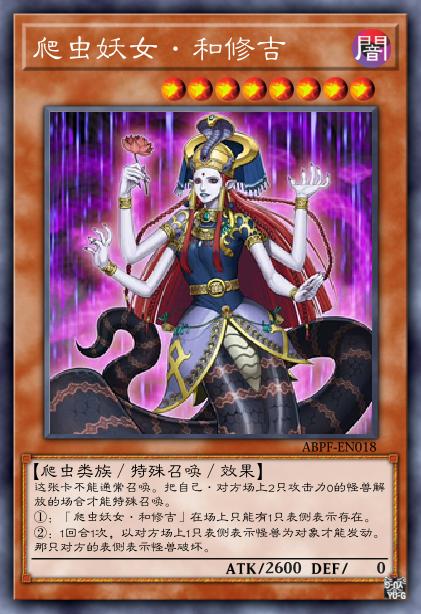 爬虫妖女·和修吉
闇
ABPF-EN018
【爬虫类族/特殊召唤/效果】
这张卡不能通常召唤。把自己·对方场上2只攻击力0的怪兽解
放的场合才能特殊召唤。
①：「爬虫妖女·和修吉」在场上只能有1只表侧表示存在。
②：1回合1次，以对方场上1只表侧表示怪兽为对象才能发动。
那只对方的表侧表示怪兽破坏。
ATK/2600 DEF/ 0